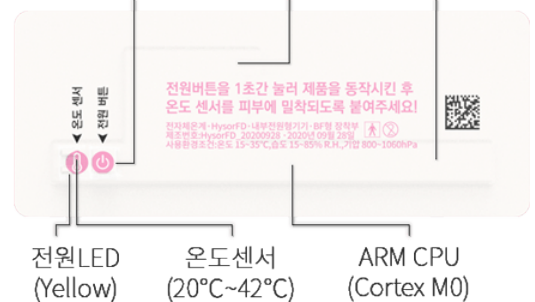 ◀ 온도 센서
◀ 전원 버튼
전원버튼을 1초간 눌러 제품을 동작시킨 후
온도 센서를 피부에 밀착되도록 붙여주세요!
전자체온계·HysorFD·내부전원형기기·BF형 장착부
제조번호:HysorFD_20200928·2020년 09월 28일
사용환경조건:온도 15~35℃,습도 15~85% R.H.,기압 800~1060hPa
전원LED
(Yellow)
온도센서
(20℃~42℃)
ARM CPU
(Cortex M0)